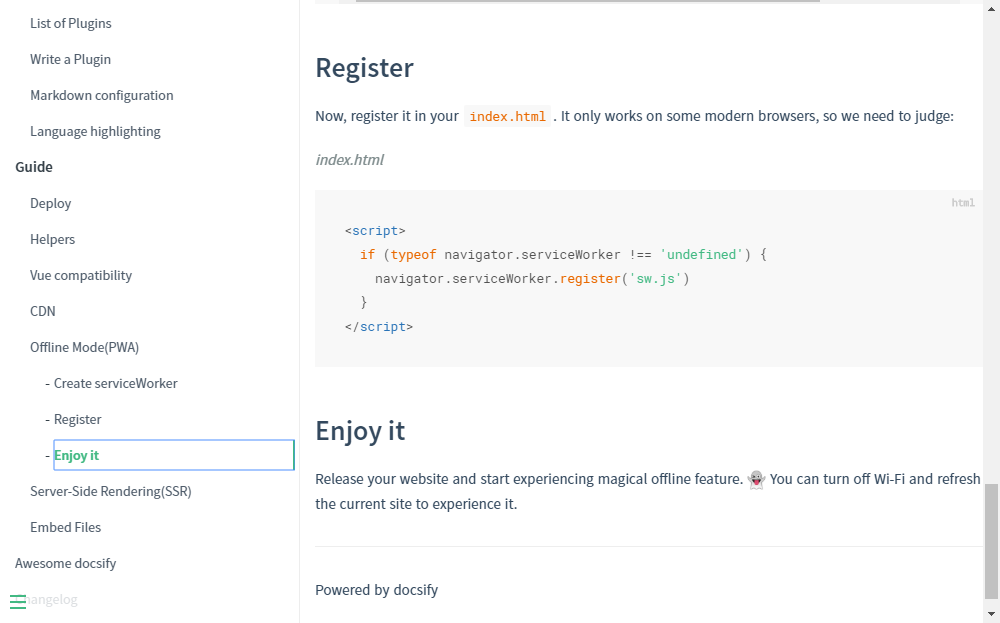 List of Plugins
Write a Plugin
Markdown configuration
Language highlighting
Guide
Deploy
Helpers
Vue compatibility
CDN
Offline Mode(PWA)
- Create serviceWorker
- Register
- Enjoy it
Server-Side Rendering(SSR)
Embed Files
Awesome docsify
Changelog
Register
Now, register it in your index.html . It only works on some modern browsers, so we need to judge:
index.html
html
<script>
  if (typeof navigator.serviceWorker !== 'undefined') {
    navigator.serviceWorker.register('sw.js')
  }
</script>
Enjoy it
Release your website and start experiencing magical offline feature. 👻 You can turn off Wi-Fi and refresh
the current site to experience it.
Powered by docsify